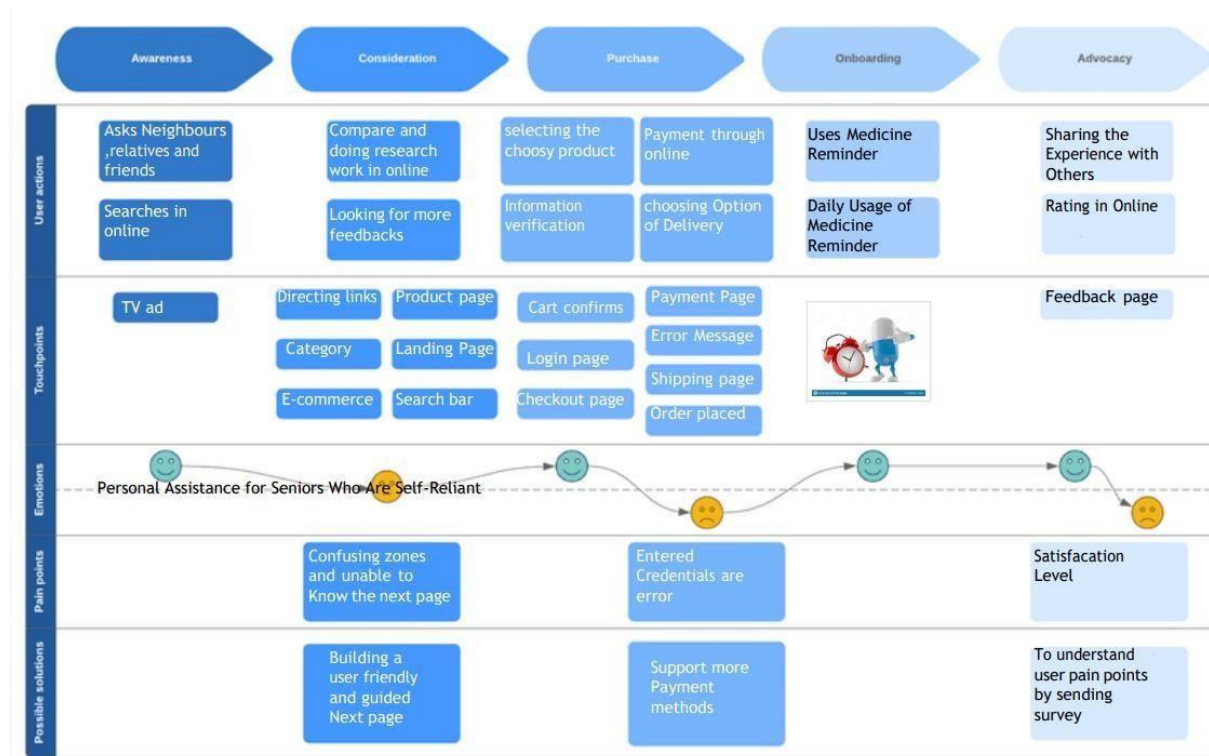 Awareness
Consideration
Purchase
Onboarding
Advocacy
User actions
Asks Neighbours
,relatives and
friends
Searches in
online
Compare and
doing research
work in online
Looking for more
feedbacks
selecting the
choosy product
Payment through
online
Information
verification
choosing Option
of Delivery
Uses Medicine
Reminder
Daily Usage of
Medicine
Reminder
Sharing the
Experience with
Others
Rating in Online
Touchpoints
TV ad
Directing links
Product page
Category
Landing Page
E-commerce
Search bar
Cart confirms
Payment Page
Login page
Error Message
Checkout page
Shipping page
Order placed
Feedback page
Emotions
Personal Assistance for Seniors Who Are Self-Reliant
Pain points
Confusing zones
and unable to
Know the next page
Entered
Credentials are
error
Satisfacation
Level
Possible solutions
Building a
user friendly
and guided
Next page
Support more
Payment
methods
To understand
user pain points
by sending
survey